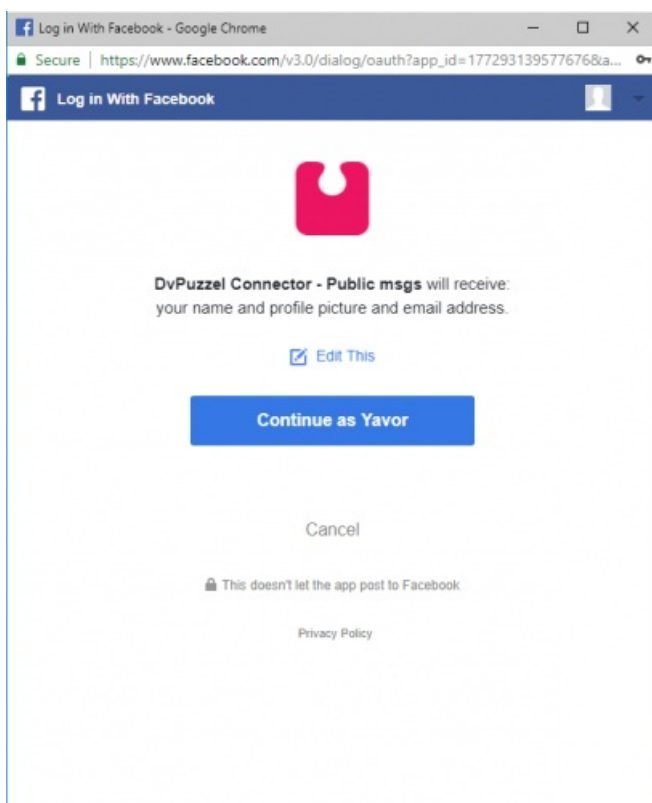 Log in With Facebook - Google Chrome
Secure | https://www.facebook.com/v3.0/dialog/oauth?app_id=177293139577676&a...
Log in With Facebook
DvPuzzel Connector - Public msgs will receive:
your name and profile picture and email address.
Edit This
Continue as Yavor
Cancel
This doesn't let the app post to Facebook
Privacy Policy